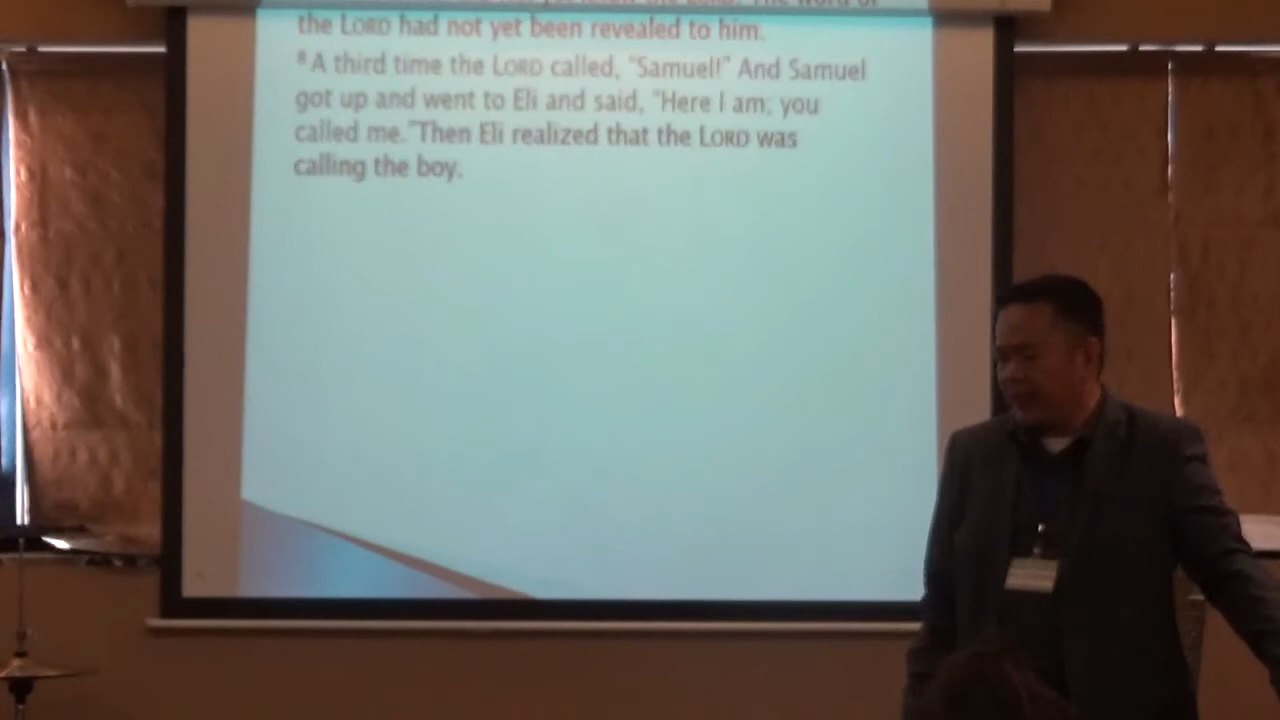 the LORD had not yet been revealed to him.
8 A third time the LORD called, "Samuel!" And Samuel
got up and went to Eli and said, "Here I am; you
called me."Then Eli realized that the LORD was
calling the boy.